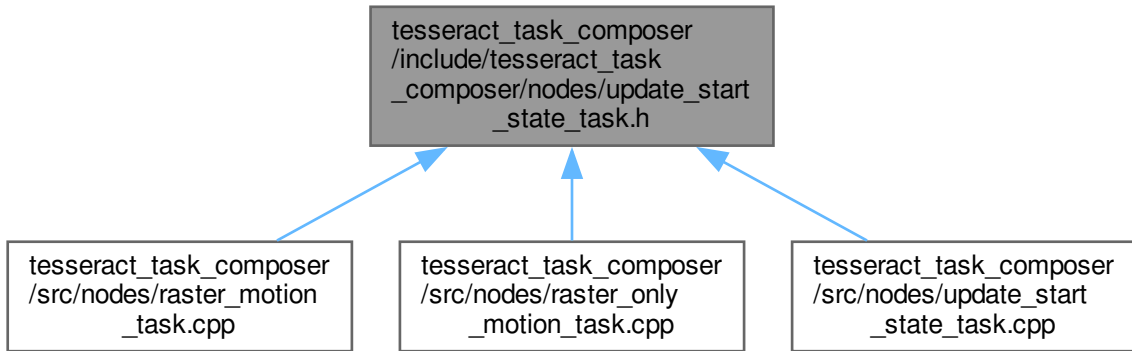 tesseract_task_composer
/include/tesseract_task
_composer/nodes/update_start
_state_task.h
tesseract_task_composer
/src/nodes/raster_motion
_task.cpp
tesseract_task_composer
/src/nodes/raster_only
_motion_task.cpp
tesseract_task_composer
/src/nodes/update_start
_state_task.cpp